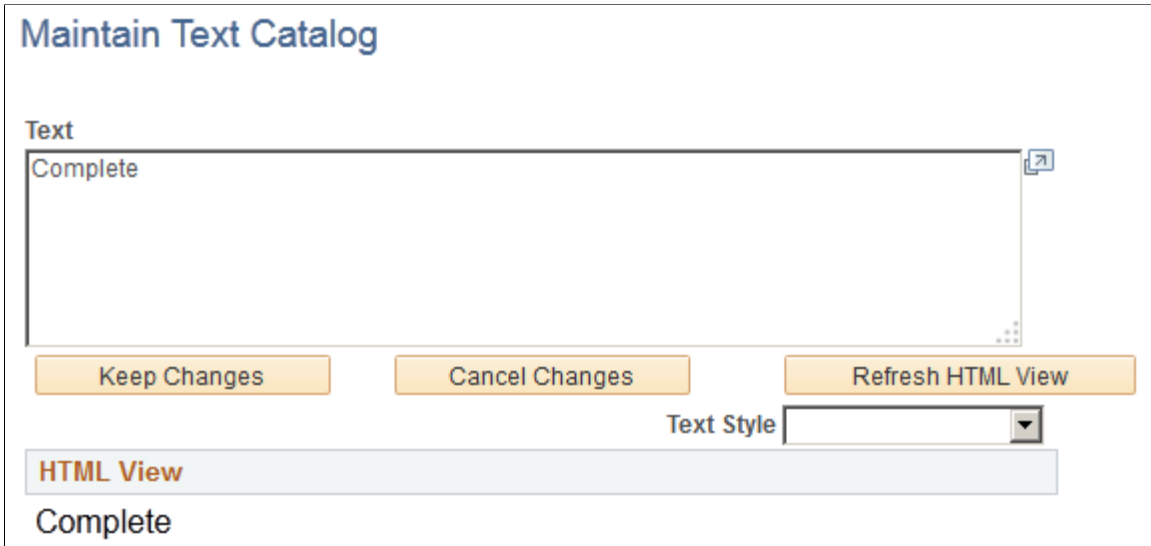 Maintain Text Catalog
Text
Complete
Keep Changes Cancel Changes Refresh HTML View
Text Style
HTML View
Complete